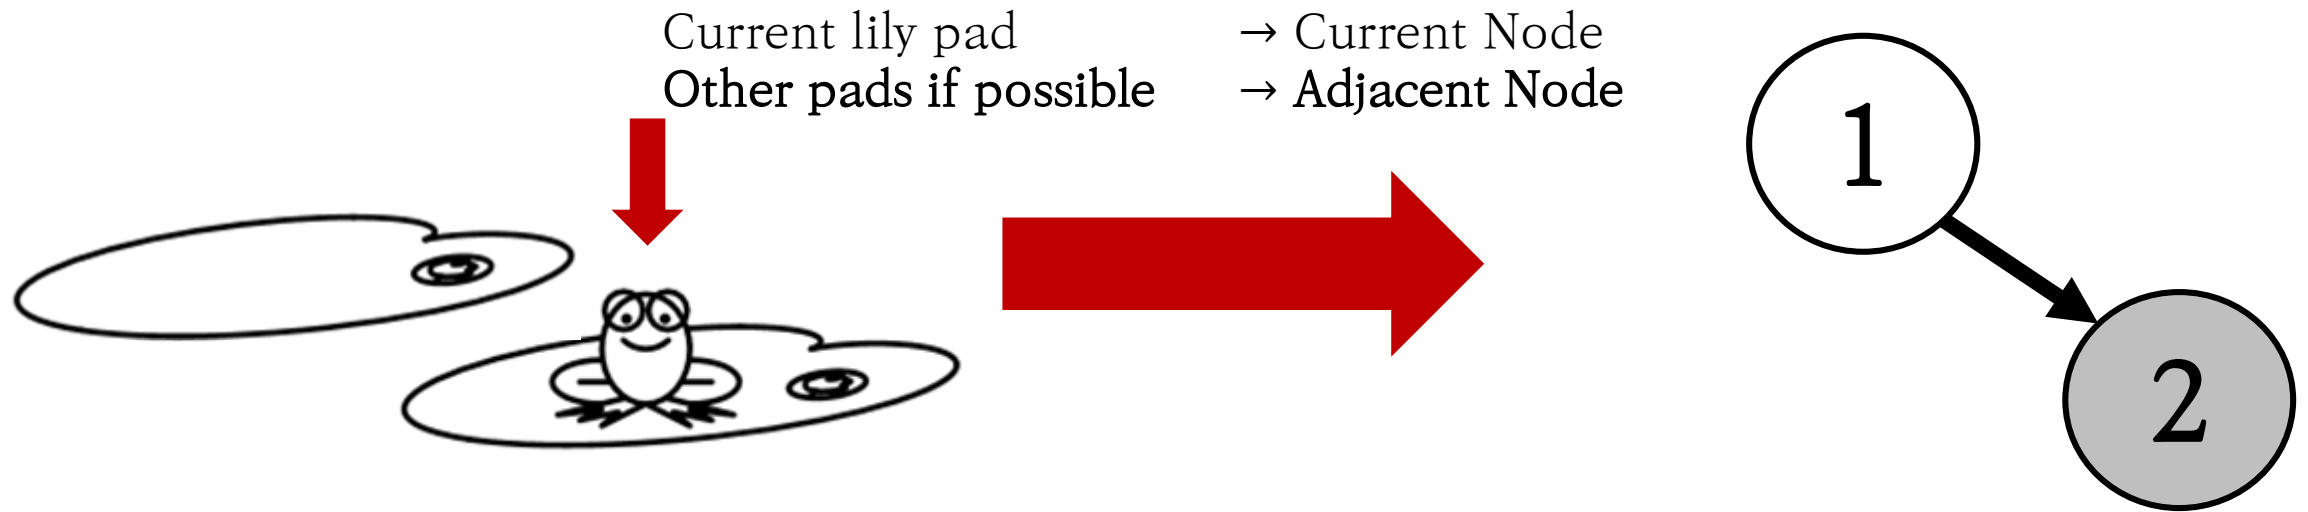 Current lily pad → Current Node
Other pads if possible → Adjacent Node
1
2